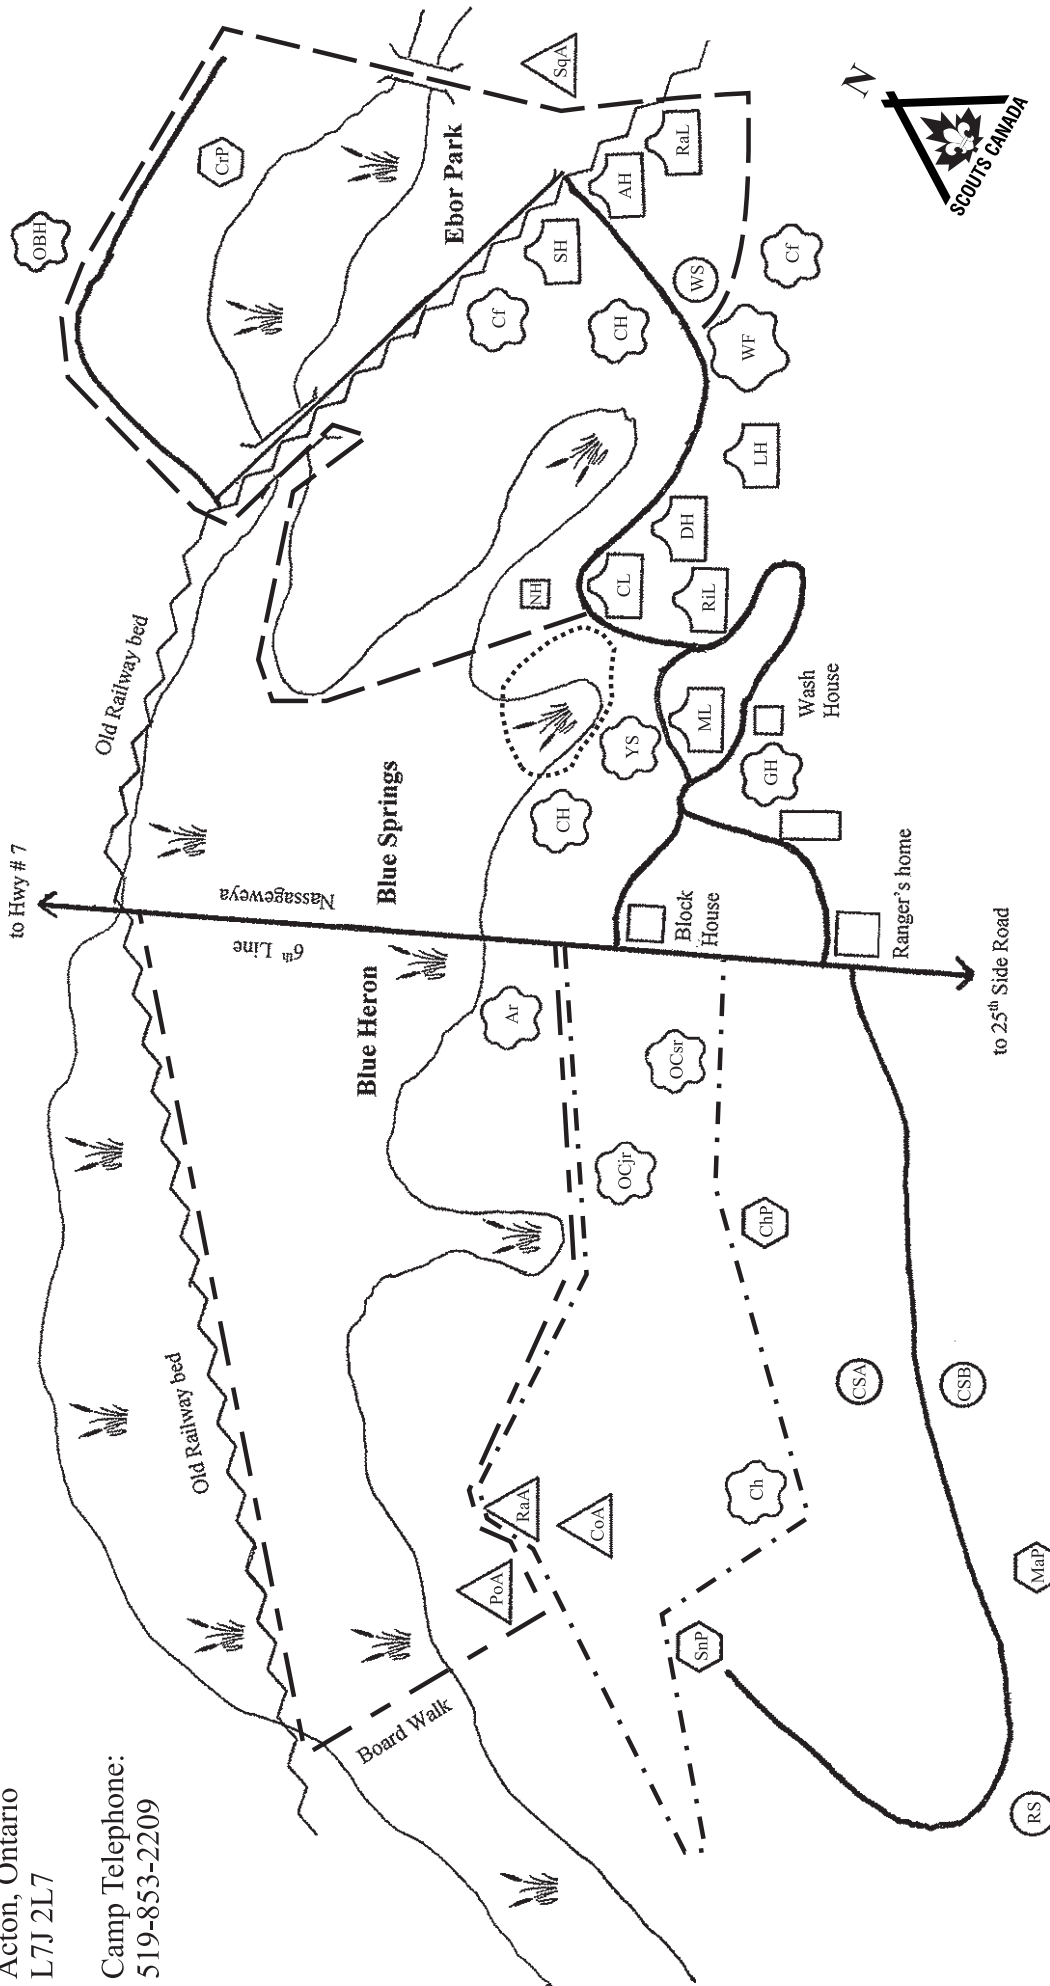 Acton, Ontario
L7J 2L7
Camp Telephone:
519-853-2209
to Hwy # 7
Old Railway bed
Old Railway bed
OBH
CrP
Ebor Park
SqA
N
SCOUTS CANADA
Nassageweya
6th Line
Blue Springs
Blue Heron
Board Walk
SH
AH
RaL
Cf
CH
WS
Cf
WF
LH
DH
NH
CL
RiL
ML
YS
CH
GH
Wash
House
Block
House
Ranger's home
to 25th Side Road
Ar
OCsr
OCjr
ChP
CSA
CSB
Ch
RaA
CoA
PoA
SnP
MaP
RS